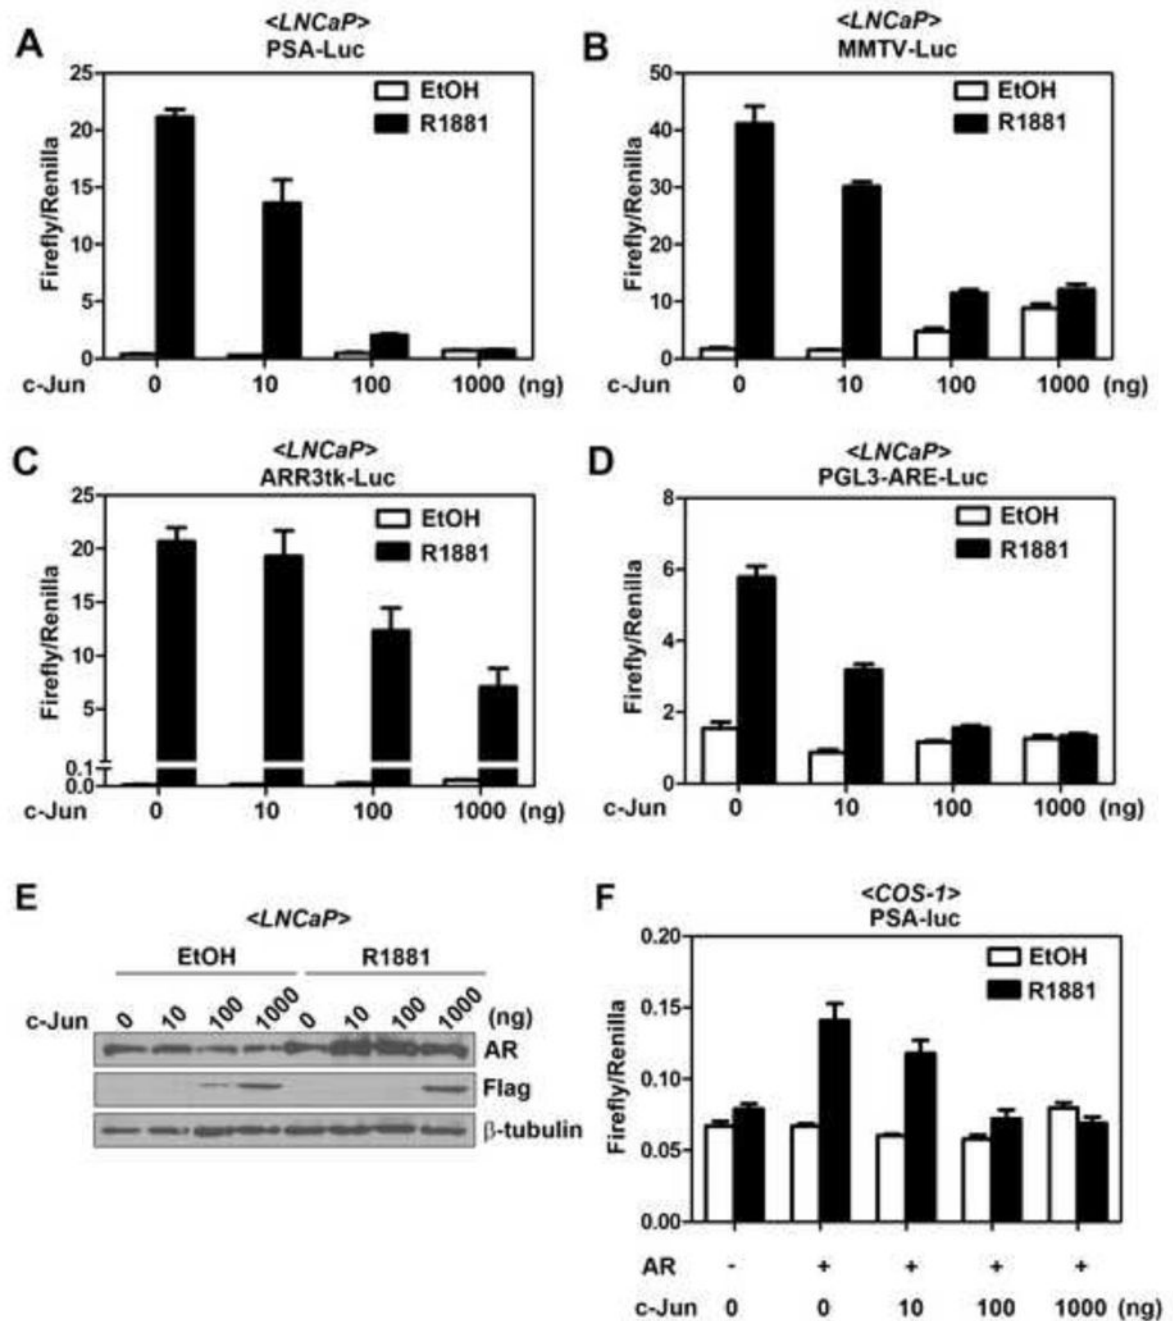 A
<LNCaP>
PSA-Luc
EtOH
R1881
Firefly/Renilla
25
20
15
10
5
0
c-Jun 0 10 100 1000 (ng)
B
<LNCaP>
MMTV-Luc
EtOH
R1881
Firefly/Renilla
50
40
30
20
10
0
c-Jun 0 10 100 1000 (ng)
C
<LNCaP>
ARR3tk-Luc
EtOH
R1881
Firefly/Renilla
25
20
15
10
5
0.1
0.0
c-Jun 0 10 100 1000 (ng)
D
<LNCaP>
PGL3-ARE-Luc
EtOH
R1881
Firefly/Renilla
8
6
4
2
0
c-Jun 0 10 100 1000 (ng)
E
<LNCaP>
EtOH R1881
c-Jun 0 10 100 1000 0 10 100 1000 (ng)
AR
Flag
β-tubulin
F
<COS-1>
PSA-luc
EtOH
R1881
Firefly/Renilla
0.20
0.15
0.10
0.05
0.00
AR - + + + +
c-Jun 0 0 10 100 1000 (ng)